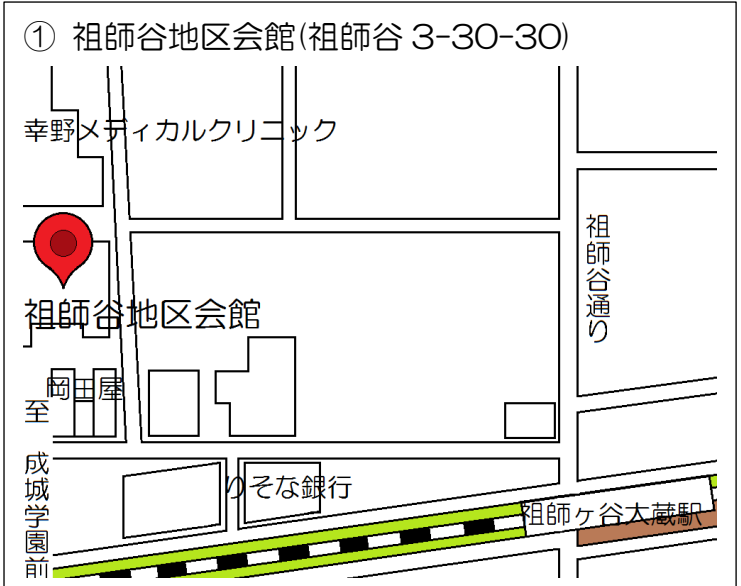 ① 祖師谷地区会館(祖師谷 3-30-30)
幸野メディカルクリニック
祖師谷通り
祖師谷地区会館
岡田屋
至 成城学園前
りそな銀行
祖師ヶ谷大蔵駅